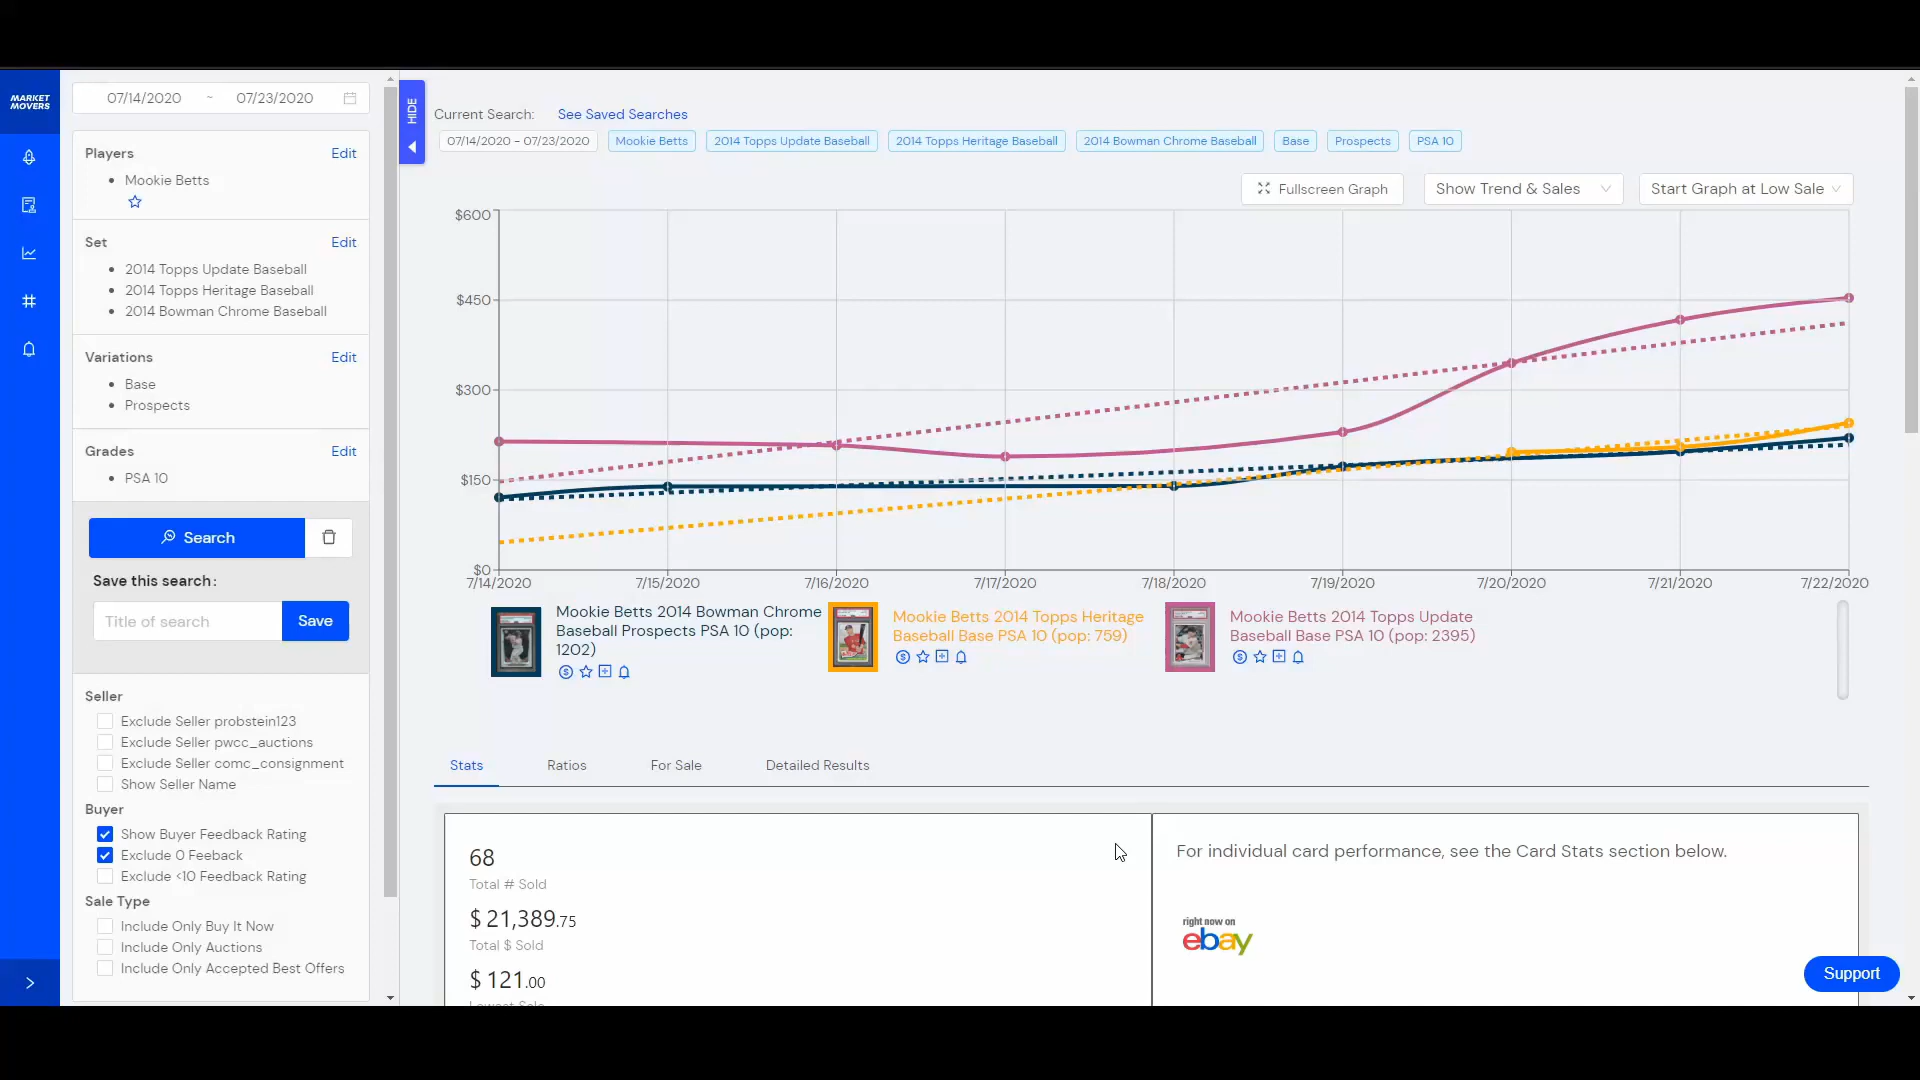 MARKET
MOVERS
07/14/2020 ~ 07/23/2020
Players Edit
Mookie Betts
Set Edit
2014 Topps Update Baseball
2014 Topps Heritage Baseball
2014 Bowman Chrome Baseball
Variations Edit
Base
Prospects
Grades Edit
PSA 10
Search
Save this search:
Title of search Save
Seller
Exclude Seller probstein123
Exclude Seller pwcc_auctions
Exclude Seller comc_consignment
Show Seller Name
Buyer
Show Buyer Feedback Rating
Exclude 0 Feeback
Exclude <10 Feedback Rating
Sale Type
Include Only Buy It Now
Include Only Auctions
Include Only Accepted Best Offers
HIDE
Current Search: See Saved Searches
07/14/2020 - 07/23/2020 Mookie Betts 2014 Topps Update Baseball 2014 Topps Heritage Baseball 2014 Bowman Chrome Baseball Base Prospects PSA 10
Fullscreen Graph Show Trend & Sales Start Graph at Low Sale
$600
$450
$300
$150
$0
7/14/2020 7/15/2020 7/16/2020 7/17/2020 7/18/2020 7/19/2020 7/20/2020 7/21/2020 7/22/2020
Mookie Betts 2014 Bowman Chrome
Baseball Prospects PSA 10 (pop:
1202)
Mookie Betts 2014 Topps Heritage
Baseball Base PSA 10 (pop: 759)
Mookie Betts 2014 Topps Update
Baseball Base PSA 10 (pop: 2395)
Stats Ratios For Sale Detailed Results
68
Total # Sold
$ 21,389.75
Total $ Sold
$ 121.00
Lowest Sale
For individual card performance, see the Card Stats section below.
right now on
ebay
Support